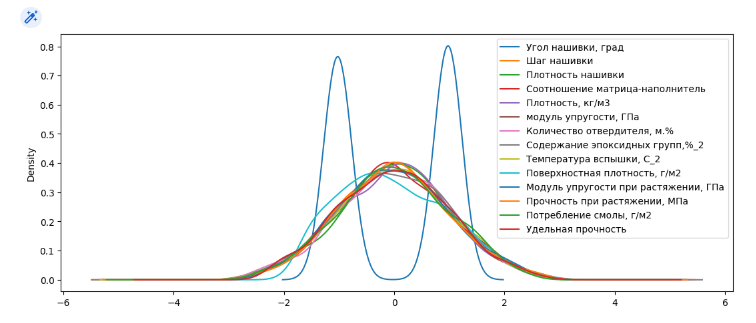 0.8
0.7
0.6
0.5
0.4
0.3
0.2
0.1
0.0
Density
−6
−4
−2
0
2
4
6
Угол нашивки, град
Шаг нашивки
Плотность нашивки
Соотношение матрица-наполнитель
Плотность, кг/м3
модуль упругости, ГПа
Количество отвердителя, м.%
Содержание эпоксидных групп,%_2
Температура вспышки, С_2
Поверхностная плотность, г/м2
Модуль упругости при растяжении, ГПа
Прочность при растяжении, МПа
Потребление смолы, г/м2
Удельная прочность